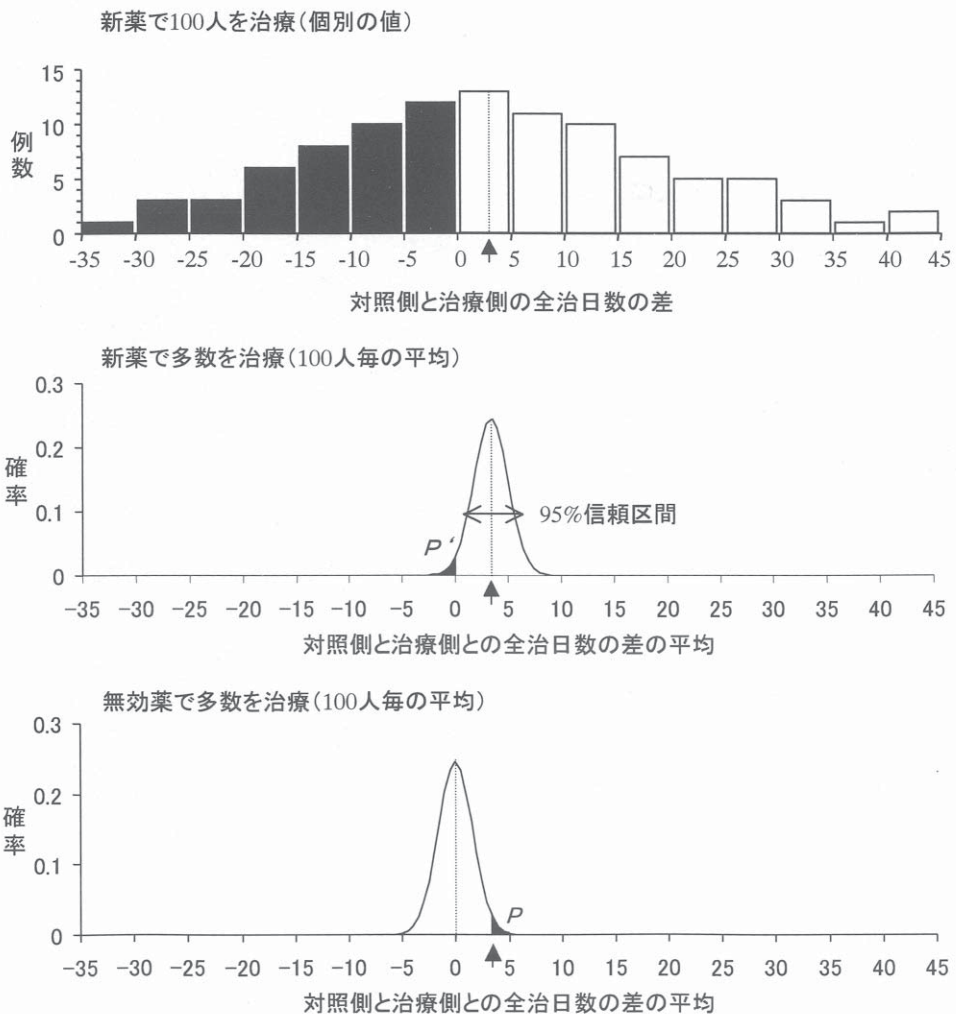 新薬で100人を治療(個別の値)
15
10
5
0
例数
-35 -30 -25 -20 -15 -10 -5 0 5 10 15 20 25 30 35 40 45
対照側と治療側の全治日数の差
新薬で多数を治療(100人毎の平均)
0.3
0.2
0.1
0
確率
95%信頼区間
P‘
-35 -30 -25 -20 -15 -10 -5 0 5 10 15 20 25 30 35 40 45
対照側と治療側との全治日数の差の平均
無効薬で多数を治療(100人毎の平均)
0.3
0.2
0.1
0
確率
P
-35 -30 -25 -20 -15 -10 -5 0 5 10 15 20 25 30 35 40 45
対照側と治療側との全治日数の差の平均